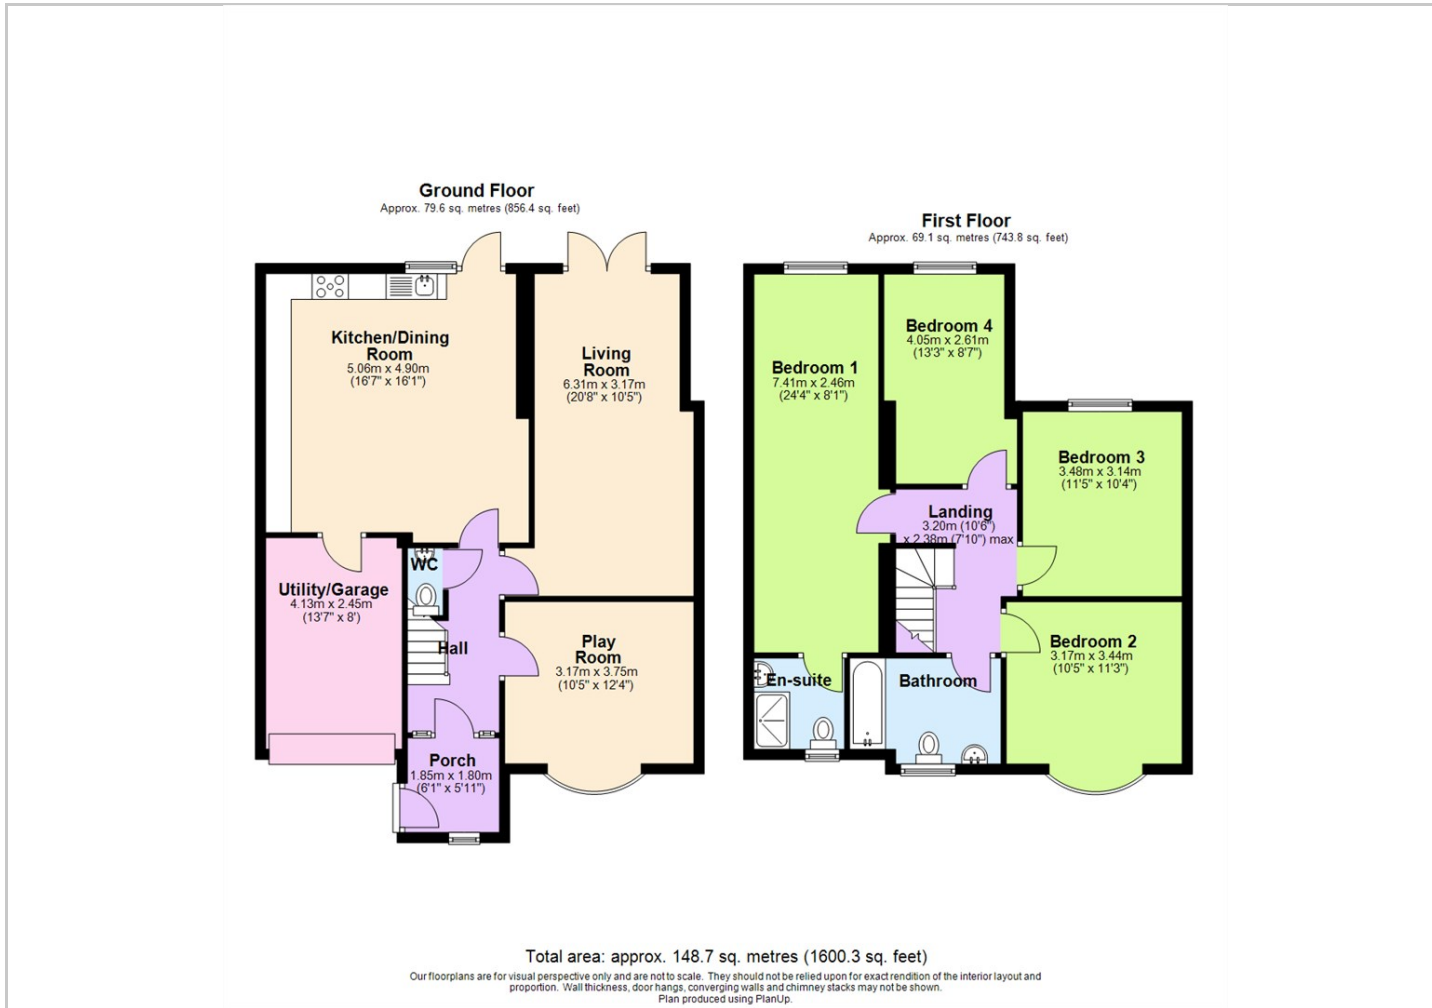 Ground Floor
Approx. 79.6 sq. metres (856.4 sq. feet)
Kitchen/Dining
Room
5.06m x 4.90m
(16'7" x 16'1")
Living
Room
6.31m x 3.17m
(20'8" x 10'5")
WC
Utility/Garage
4.13m x 2.45m
(13'7" x 8')
Hall
Play
Room
3.17m x 3.75m
(10'5" x 12'4")
Porch
1.85m x 1.80m
(6'1" x 5'11")
First Floor
Approx. 69.1 sq. metres (743.8 sq. feet)
Bedroom 4
4.05m x 2.61m
(13'3" x 8'7")
Bedroom 1
7.41m x 2.46m
(24'4" x 8'1")
Bedroom 3
3.48m x 3.14m
(11'5" x 10'4")
Landing
3.20m (10'6")
x 2.38m (7'10") max
Bedroom 2
3.17m x 3.44m
(10'5" x 11'3")
En-suite
Bathroom
Total area: approx. 148.7 sq. metres (1600.3 sq. feet)
Our floorplans are for visual perspective only and are not to scale. They should not be relied upon for exact rendition of the interior layout and
proportion. Wall thickness, door hangs, converging walls and chimney stacks may not be shown.
Plan produced using PlanUp.